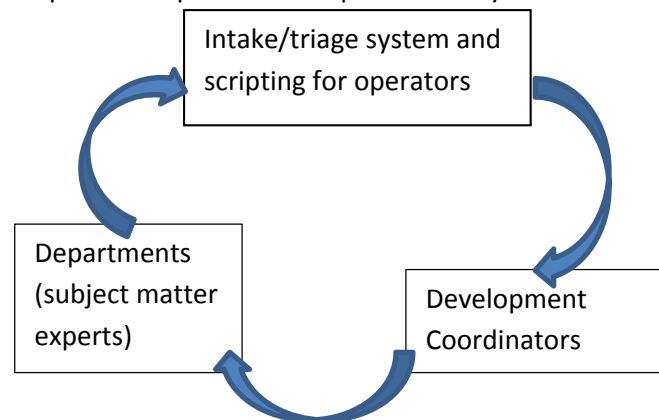 Intake/triage system and
scripting for operators
Departments
(subject matter
experts)
Development
Coordinators